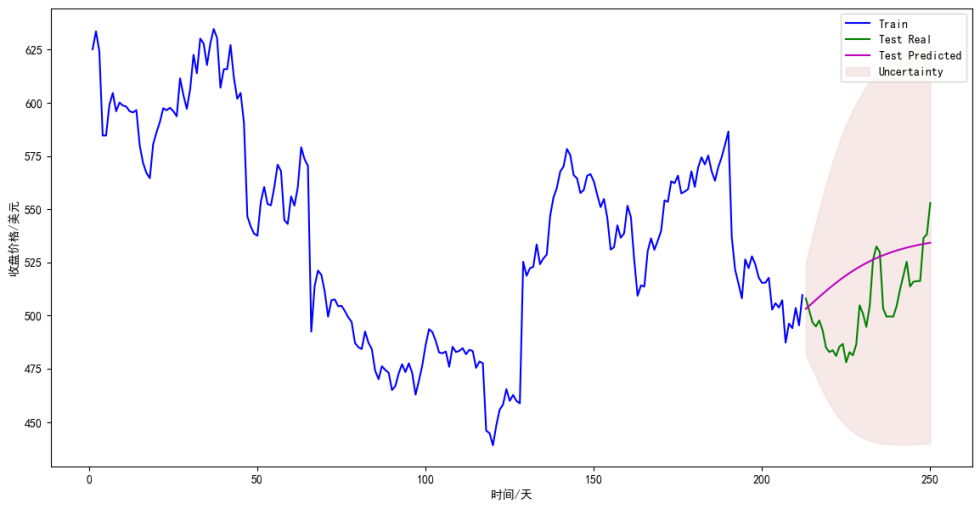 Train
Test Real
Test Predicted
Uncertainty
收盘价格/美元
625
600
575
550
525
500
475
450
0 50 100 150 200 250
时间/天